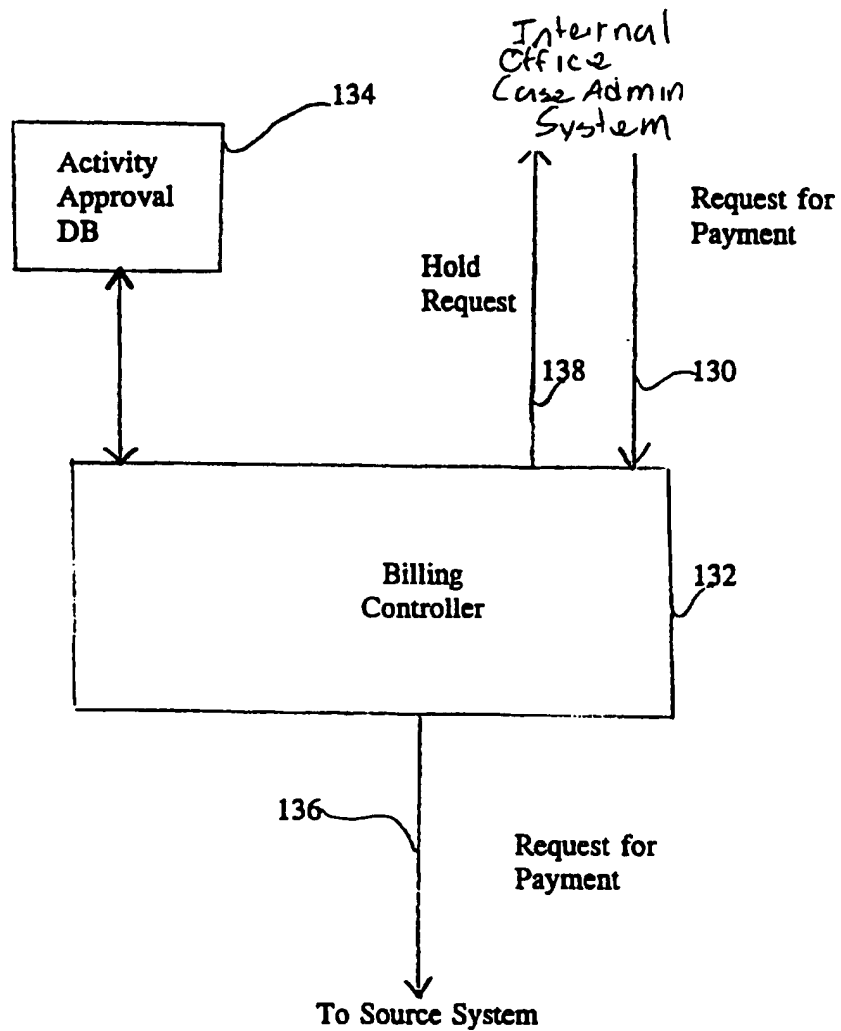 Internal
Office
Case Admin
System
134
Activity
Approval
DB
Request for
Payment
Hold
Request
138
130
Billing
Controller
132
136
Request for
Payment
To Source System